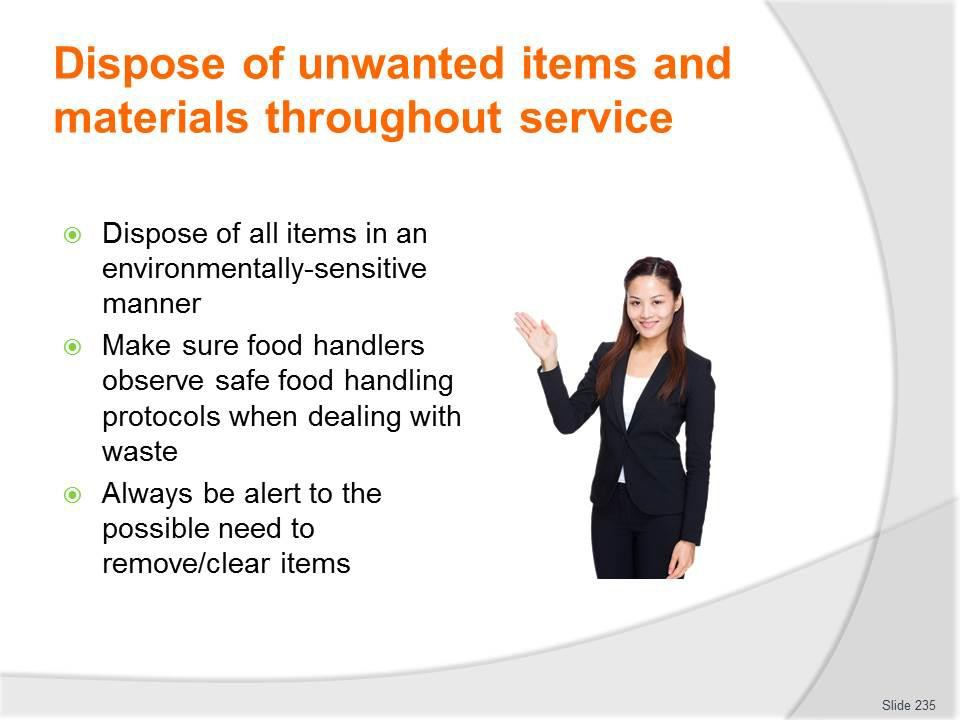 Dispose of unwanted items and
materials throughout service
Dispose of all items in an
environmentally-sensitive
manner
Make sure food handlers
observe safe food handling
protocols when dealing with
waste
Always be alert to the
possible need to
remove/clear items
Slide 235